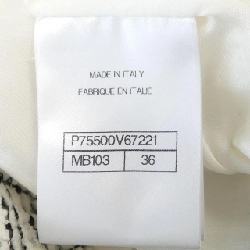 MADE IN ITALY
FABRIQUE EN ITALIE
P75500V67221
MB103 36